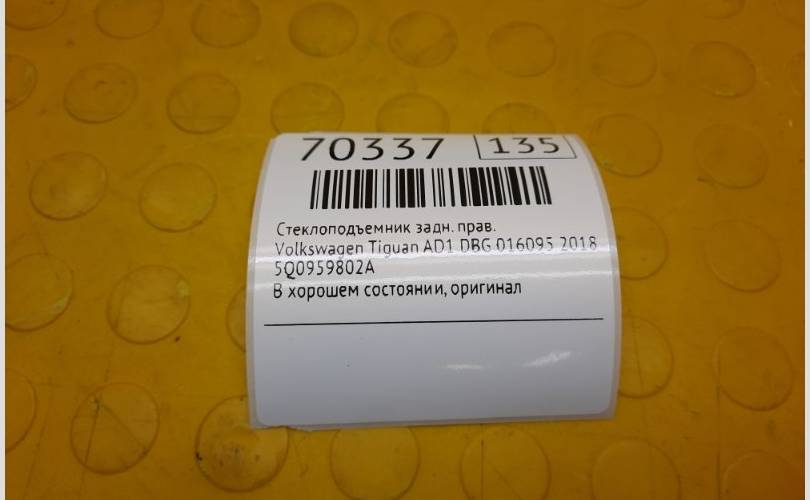 70337 135
Стеклоподъемник задн. прав.
Volkswagen Tiguan AD1 DBG 016095 2018
5Q0959802A
В хорошем состоянии, оригинал